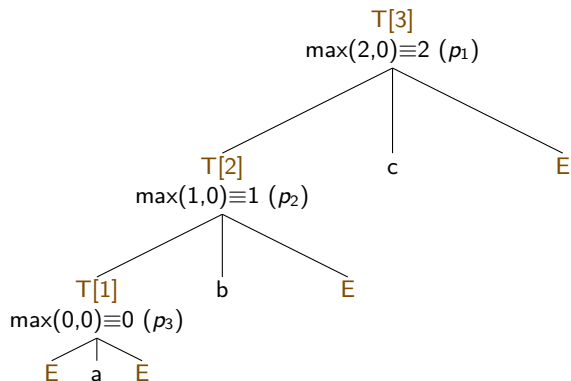 T[3]
max(2,0)≡2 (p₁)
T[2] c E
max(1,0)≡1 (p₂)
T[1] b E
max(0,0)≡0 (p₃)
E a E